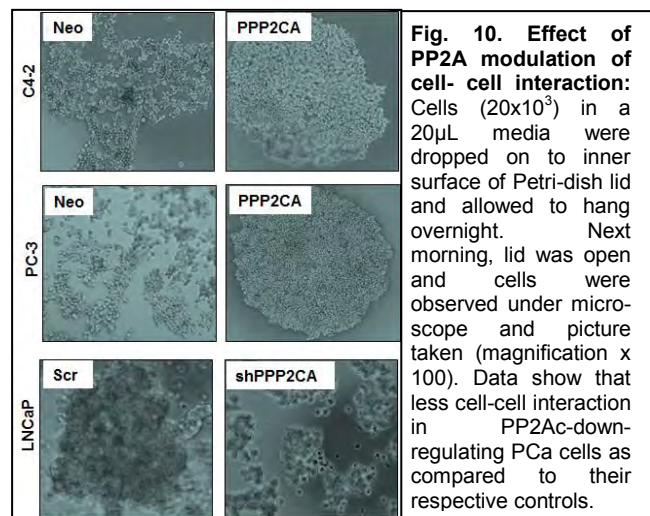 Neo
PPP2CA
C4-2
Neo
PPP2CA
PC-3
Scr
shPPP2CA
LNCaP
Fig. 10. Effect of
PP2A modulation of
cell- cell interaction:
Cells (20x10³) in a
20µL media were
dropped on to inner
surface of Petri-dish lid
and allowed to hang
overnight. Next
morning, lid was open
and cells were
observed under micro-
scope and picture
taken (magnification x
100). Data show that
less cell-cell interaction
in PP2Ac-down-
regulating PCa cells as
compared to their
respective controls.